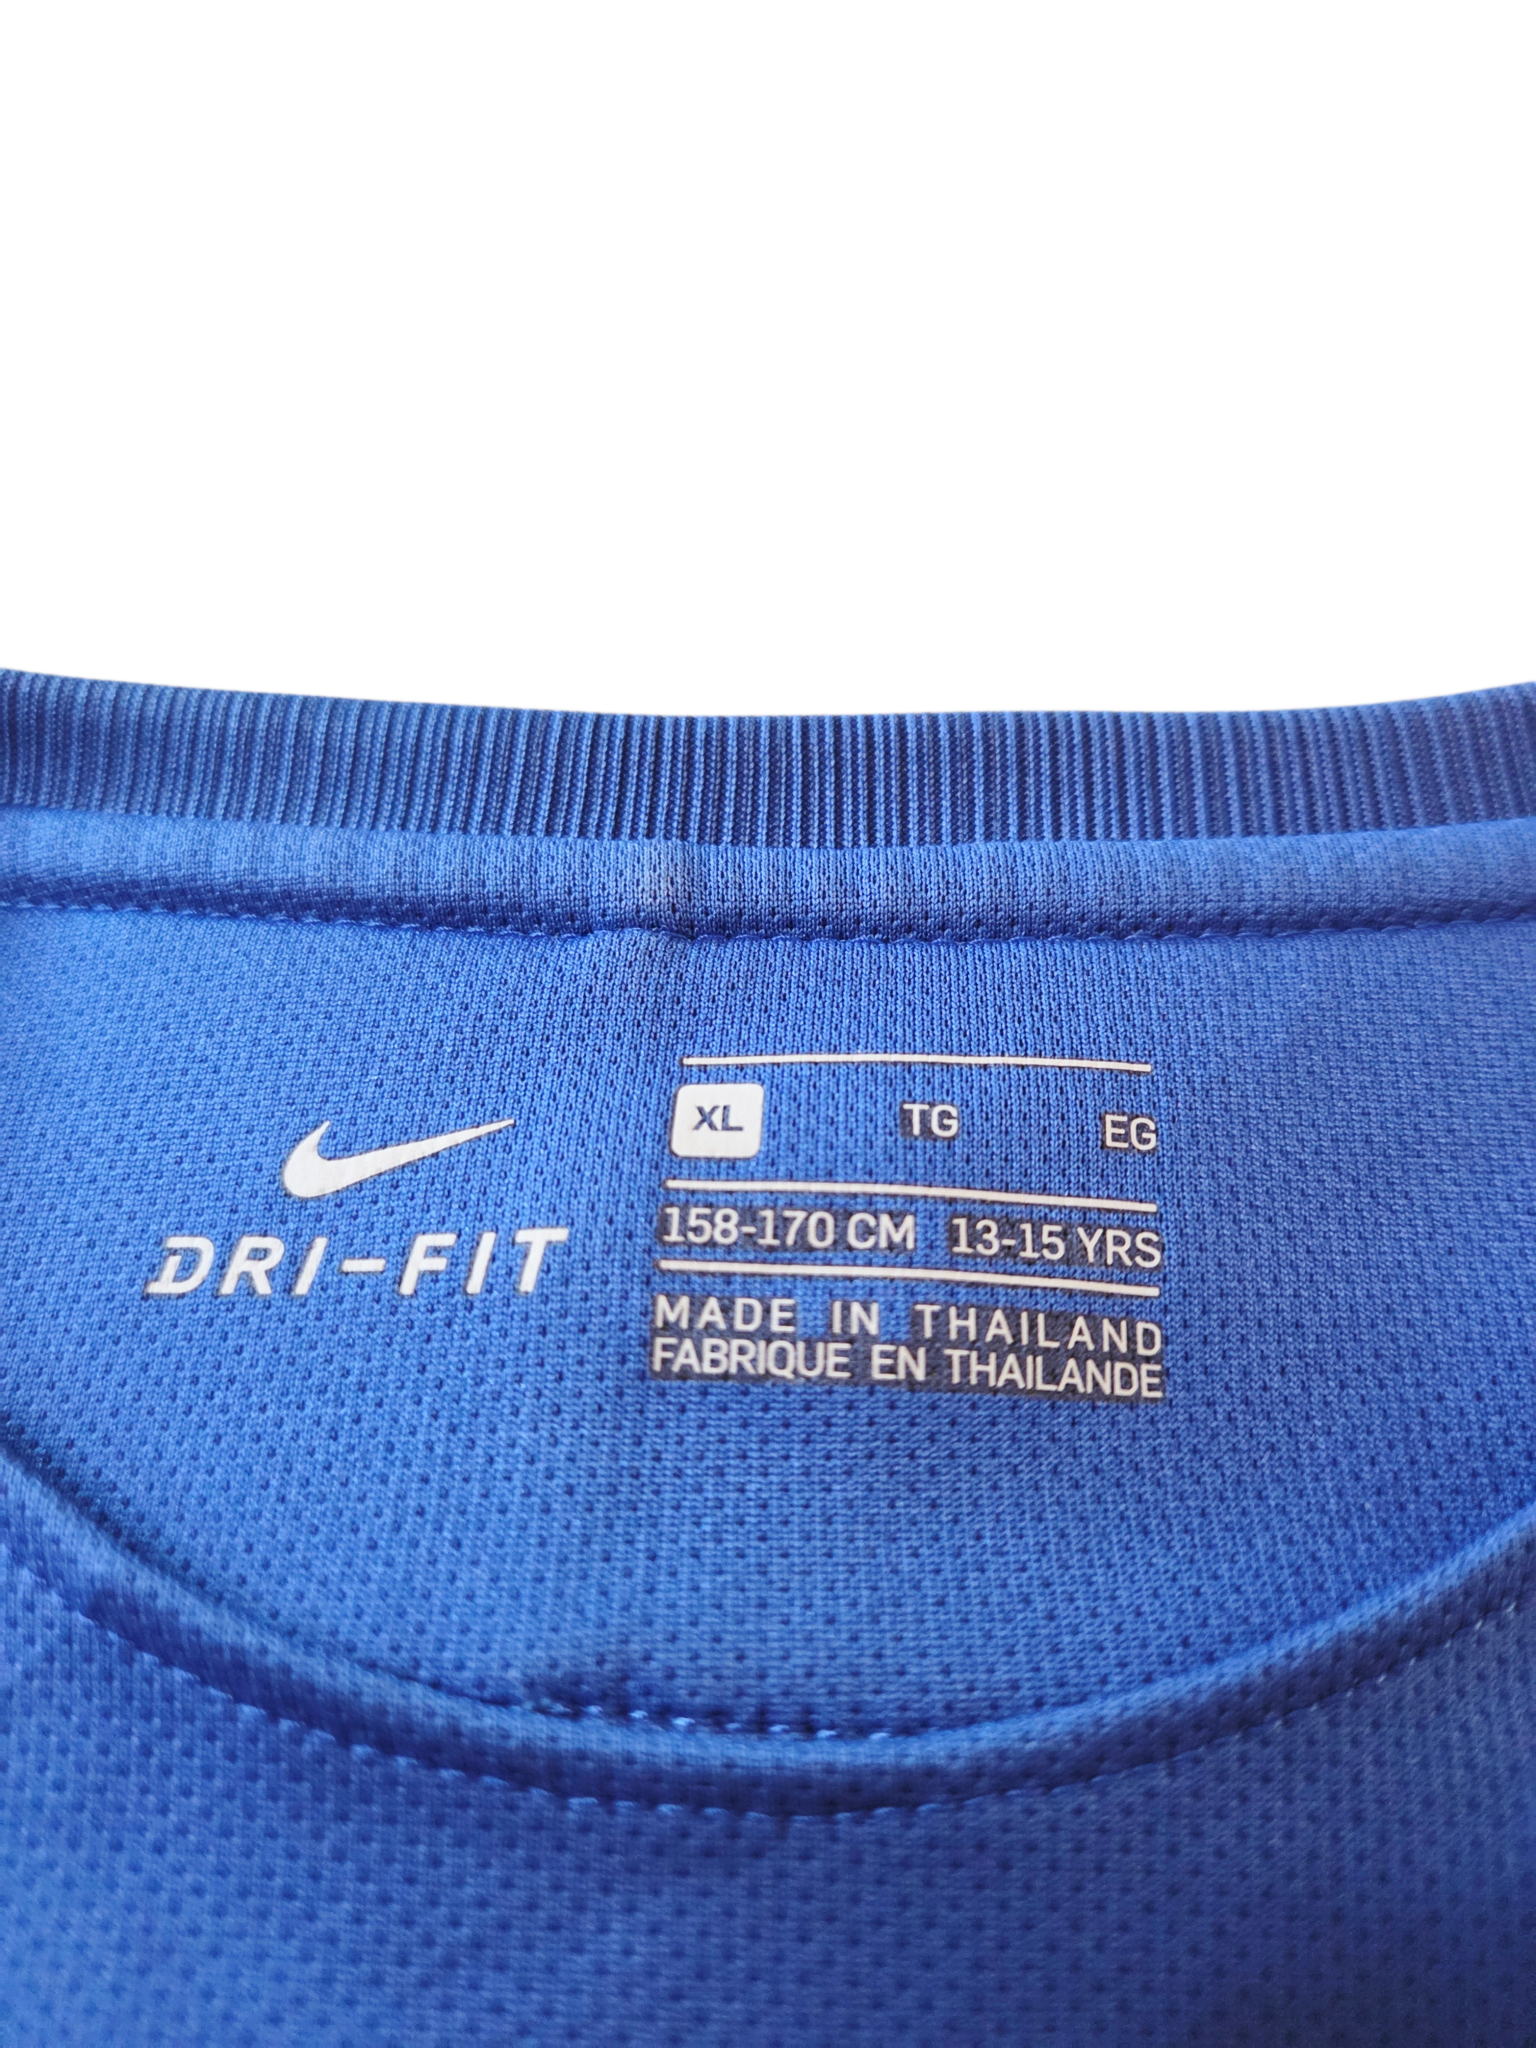 DRI-FIT
XL TG EG
158-170 CM 13-15 YRS
MADE IN THAILAND
FABRIQUE EN THAILANDE